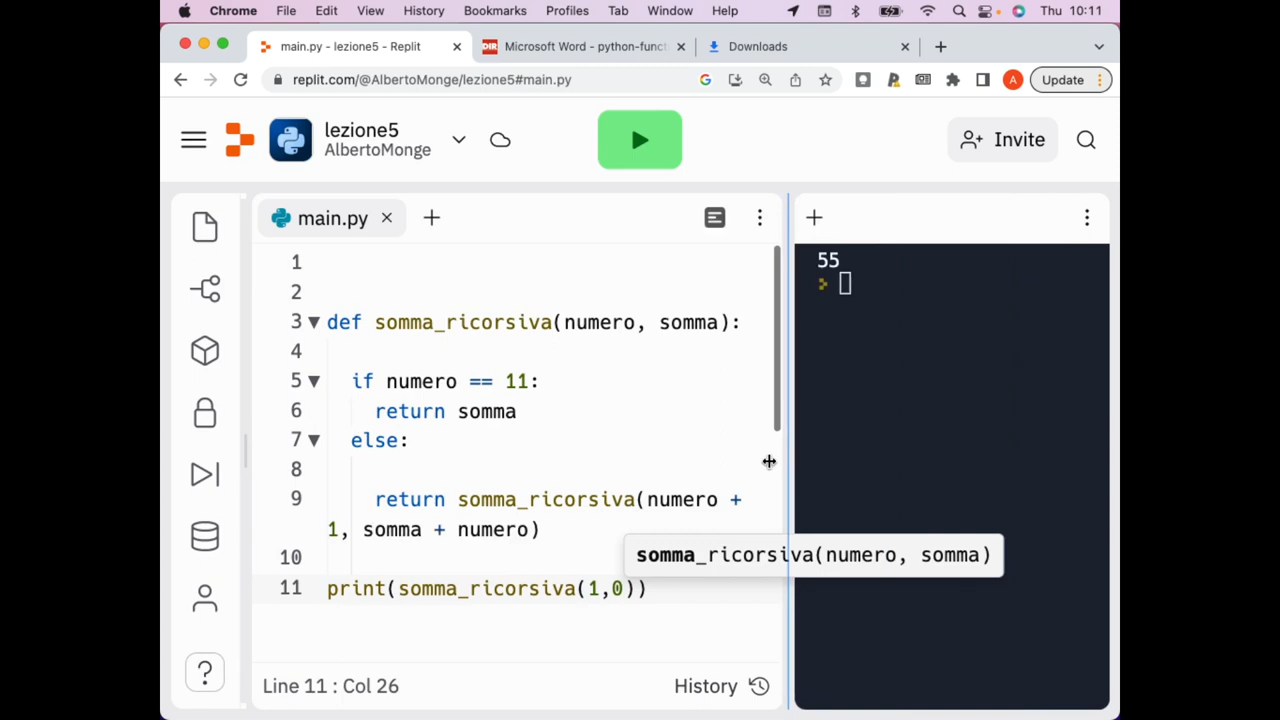 Chrome File Edit View History Bookmarks Profiles Tab Window Help Thu 10:11
main.py - lezione5 - Replit DIR Microsoft Word - python-funct Downloads
replit.com/@AlbertoMonge/lezione5#main.py A Update
lezione5
AlbertoMonge
Invite
main.py
1
2
3 def somma_ricorsiva(numero, somma):
4
5 if numero == 11:
6 return somma
7 else:
8
9 return somma_ricorsiva(numero +
1, somma + numero)
10
somma_ricorsiva(numero, somma)
11 print(somma_ricorsiva(1,0))
Line 11 : Col 26 History
55